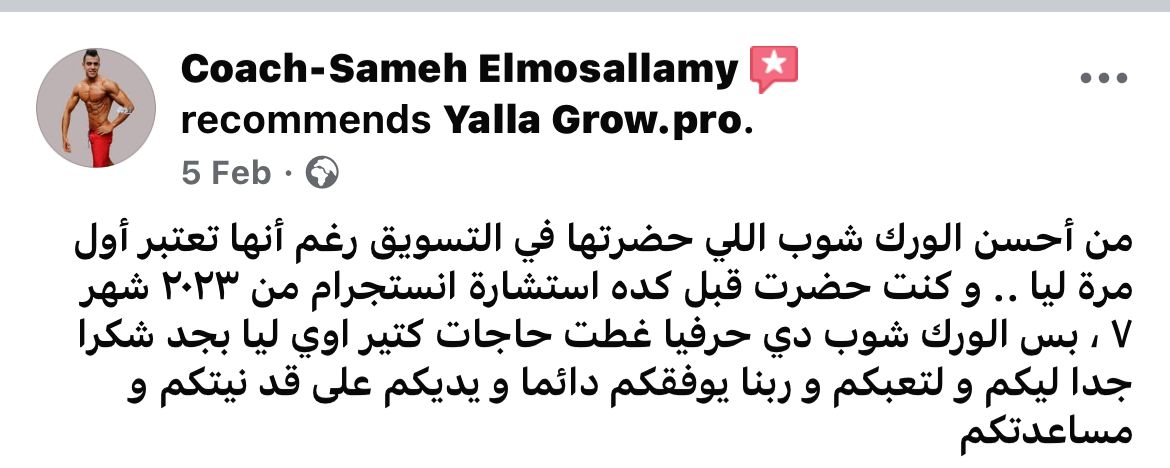 Coach-Sameh Elmosallamy
recommends Yalla Grow.pro.
5 Feb ·
من أحسن الورك شوب اللي حضرتها في التسويق رغم أنها تعتبر أول
مرة ليا .. و كنت حضرت قبل كده استشارة انستجرام من ٢٠٢٣ شهر
٧ ، بس الورك شوب دي حرفيا غطت حاجات كتير اوي ليا بجد شكرا
جدا ليكم و لتعبكم و ربنا يوفقكم دائما و يديكم على قد نيتكم و
مساعدتكم